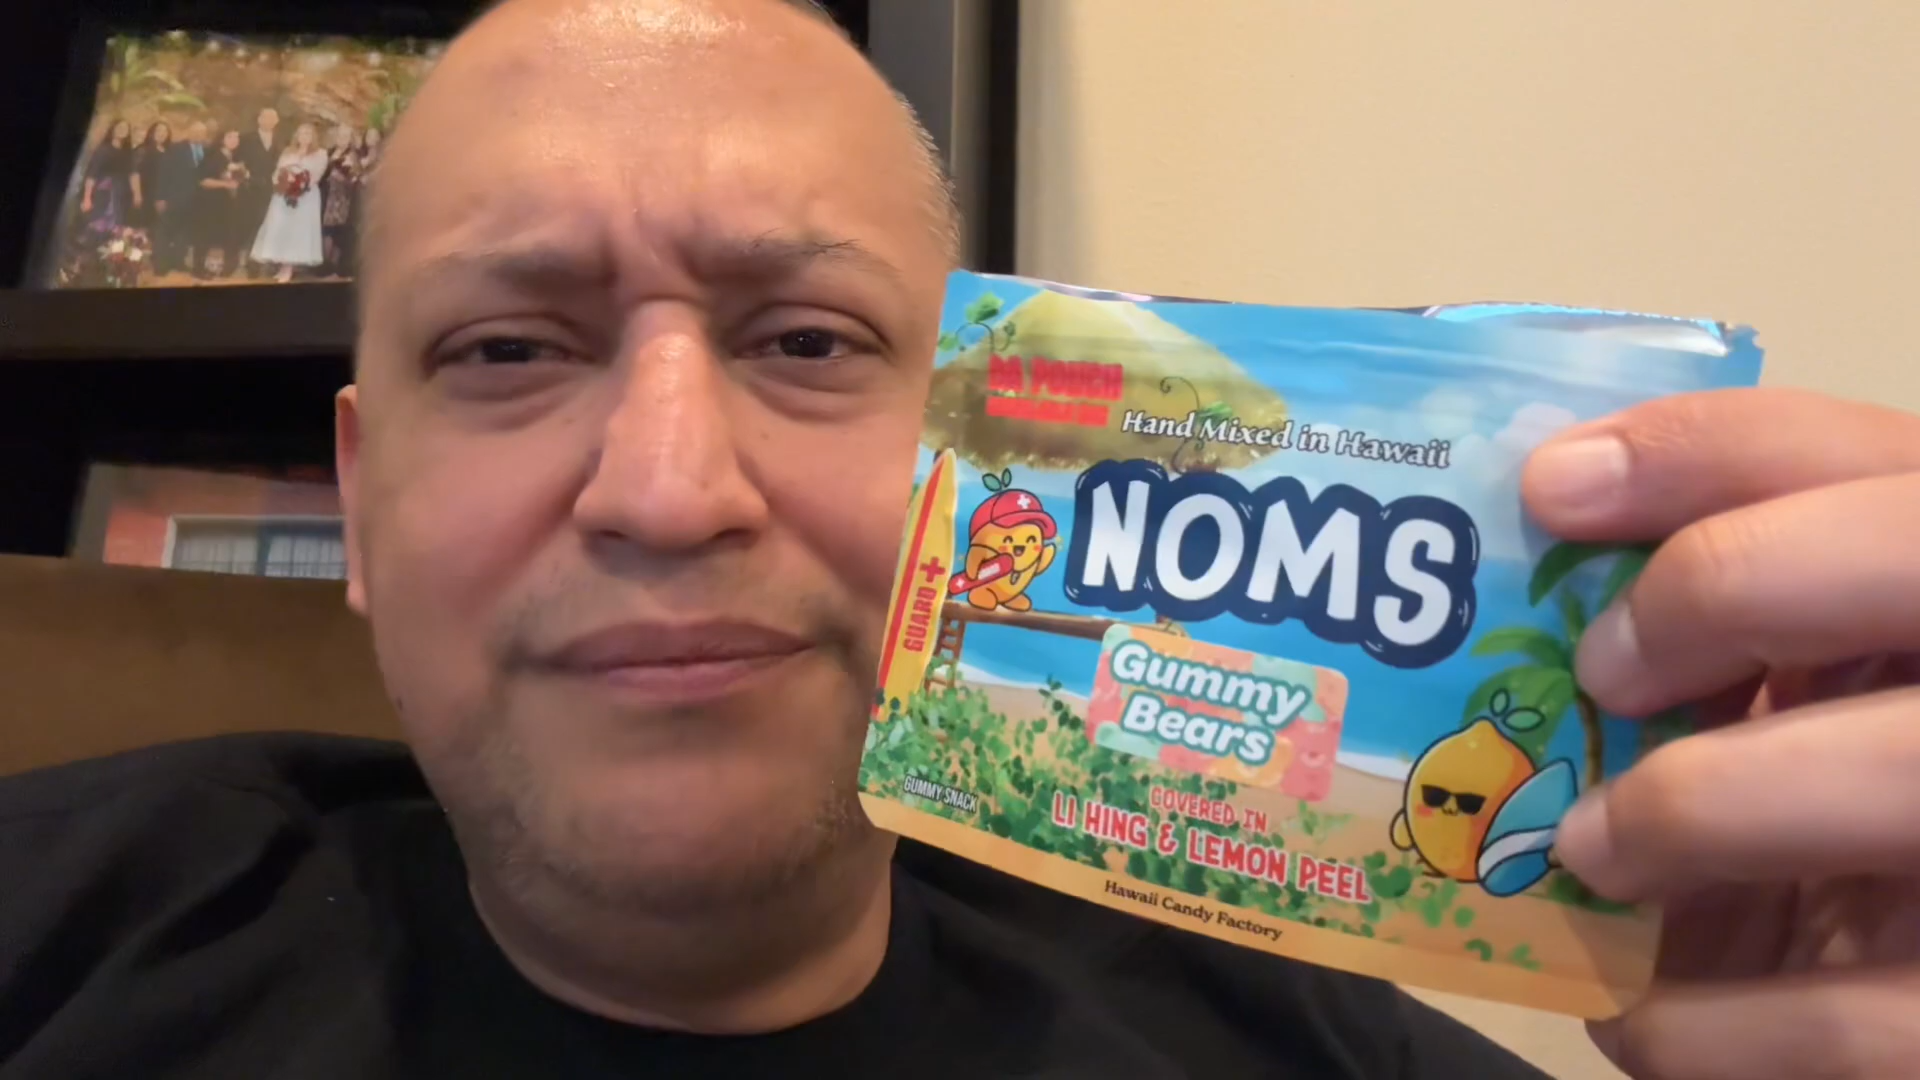 DA POUCH
Hand Mixed in Hawaii
NOMS
GUARD
Gummy
Bears
GUMMY SNACK
COVERED IN
LI HING & LEMON PEEL
Hawaii Candy Factory